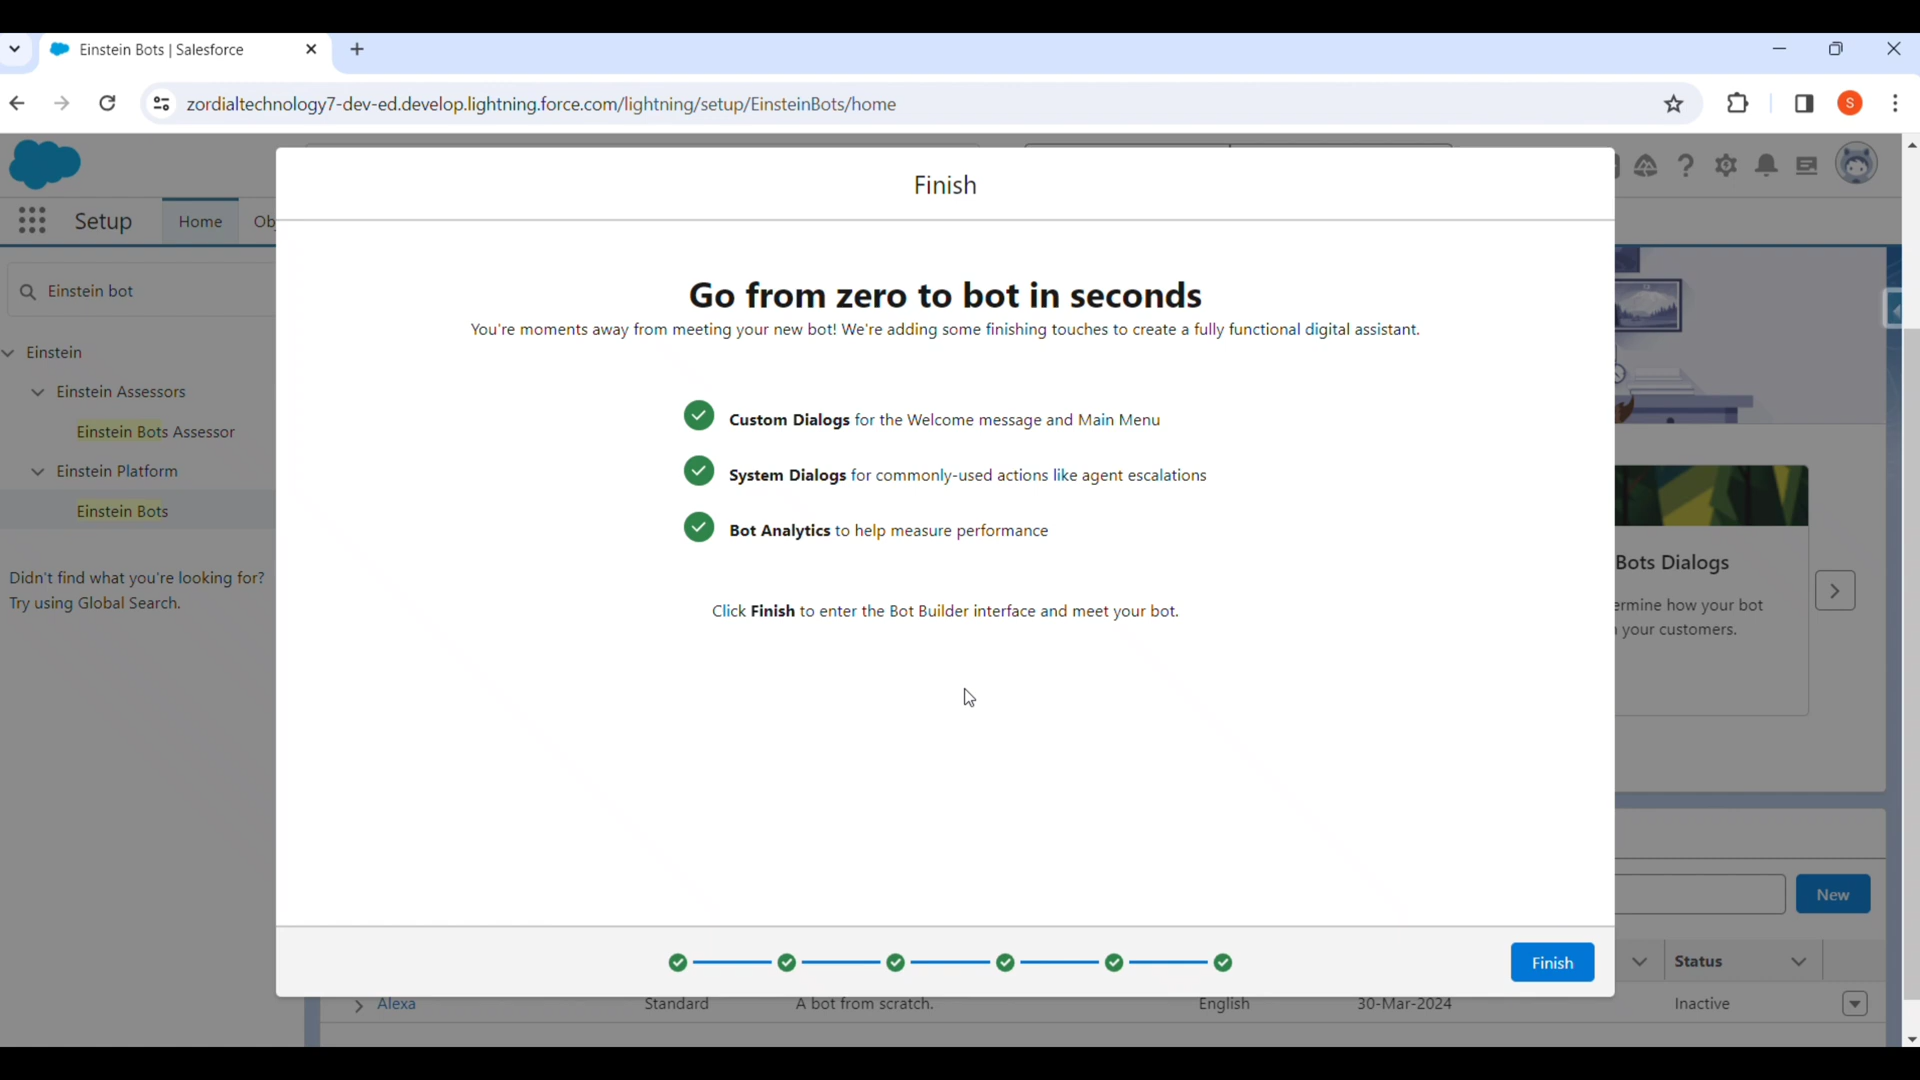 Einstein Bots | Salesforce
zordialtechnology7-dev-ed.develop.lightning.force.com/lightning/setup/EinsteinBots/home
S
Finish
Setup
Home
Ob
Einstein bot
Go from zero to bot in seconds
You're moments away from meeting your new bot! We're adding some finishing touches to create a fully functional digital assistant.
Einstein
Einstein Assessors
Einstein Bots Assessor
Einstein Platform
Einstein Bots
Didn't find what you're looking for?
Try using Global Search.
Custom Dialogs for the Welcome message and Main Menu
System Dialogs for commonly-used actions like agent escalations
Bot Analytics to help measure performance
Click Finish to enter the Bot Builder interface and meet your bot.
Bots Dialogs
ermine how your bot
your customers.
New
Finish
Status
Alexa Standard A bot from scratch. English 30-Mar-2024 Inactive